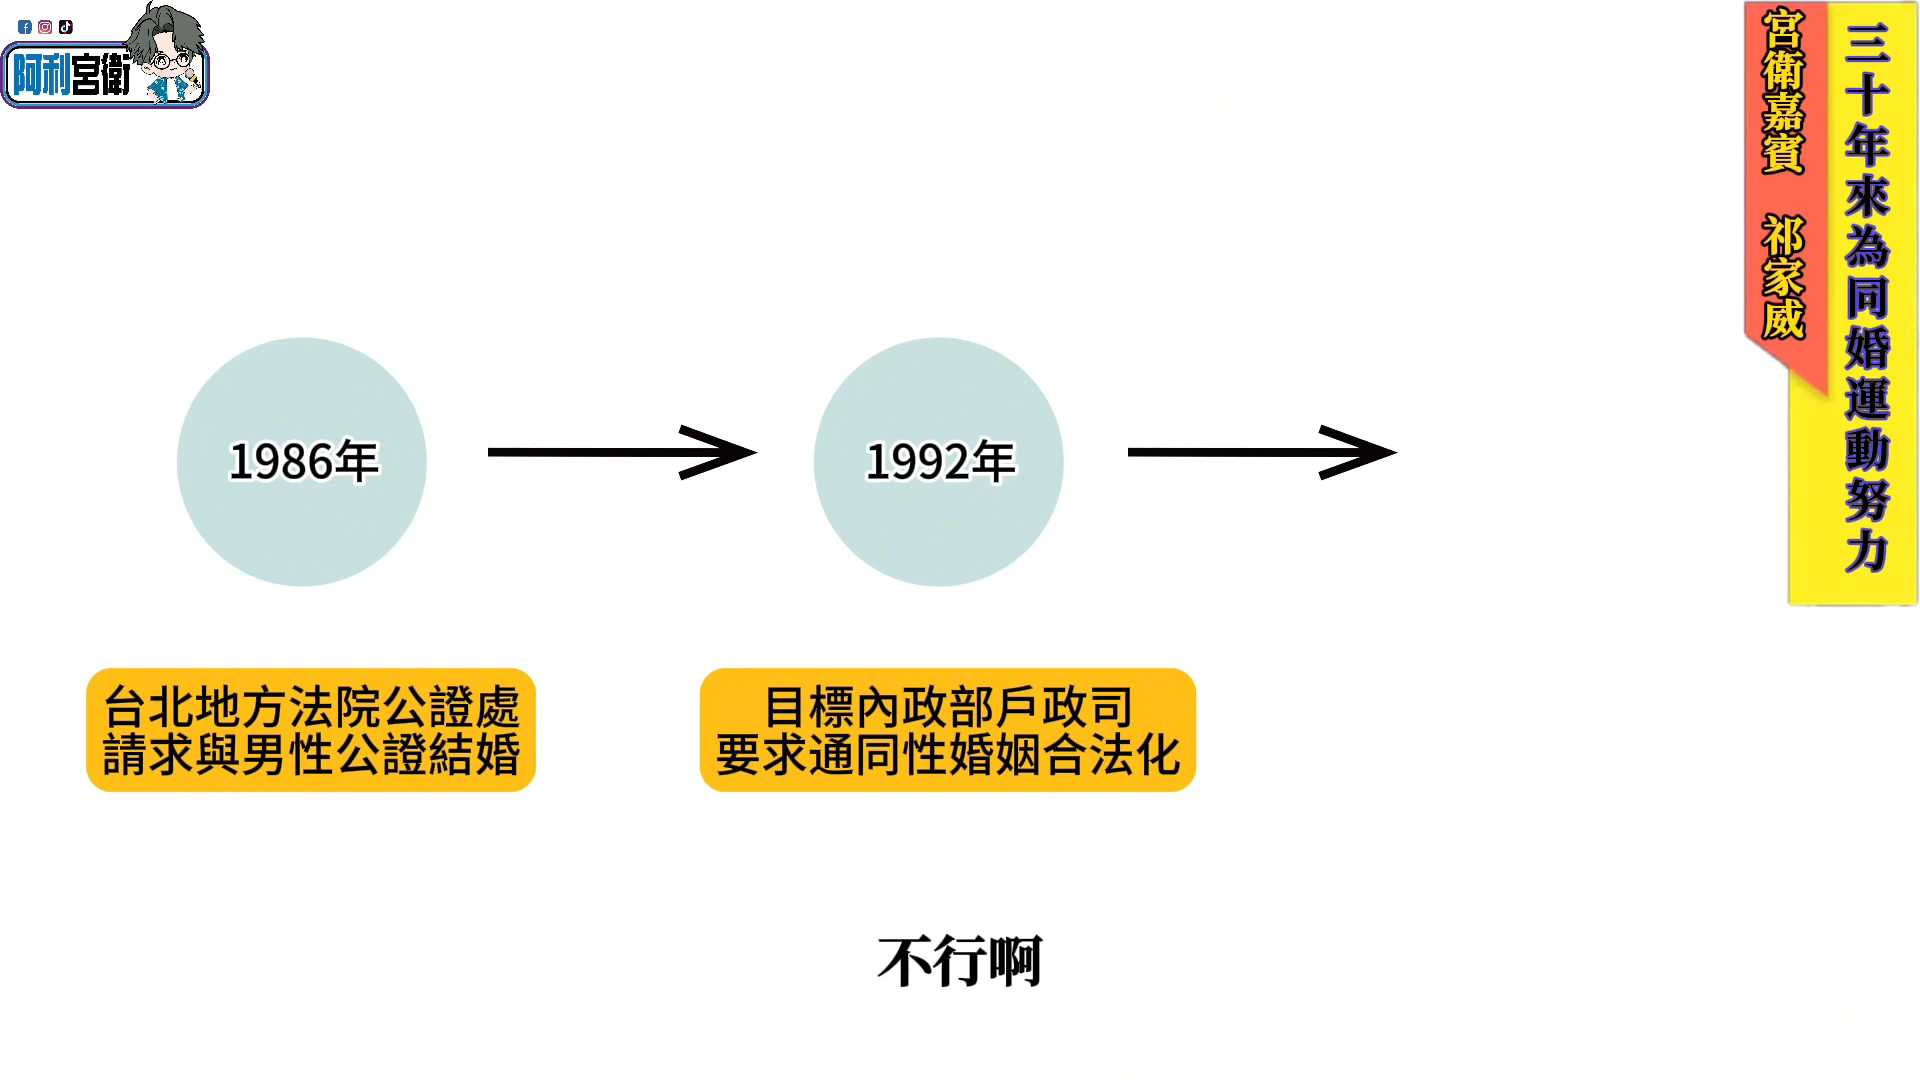 阿利宮衛
三十年來為同婚運動努力
宮衛嘉賓 祁家威
1986年
1992年
台北地方法院公證處
請求與男性公證結婚
目標內政部戶政司
要求通同性婚姻合法化
不行啊